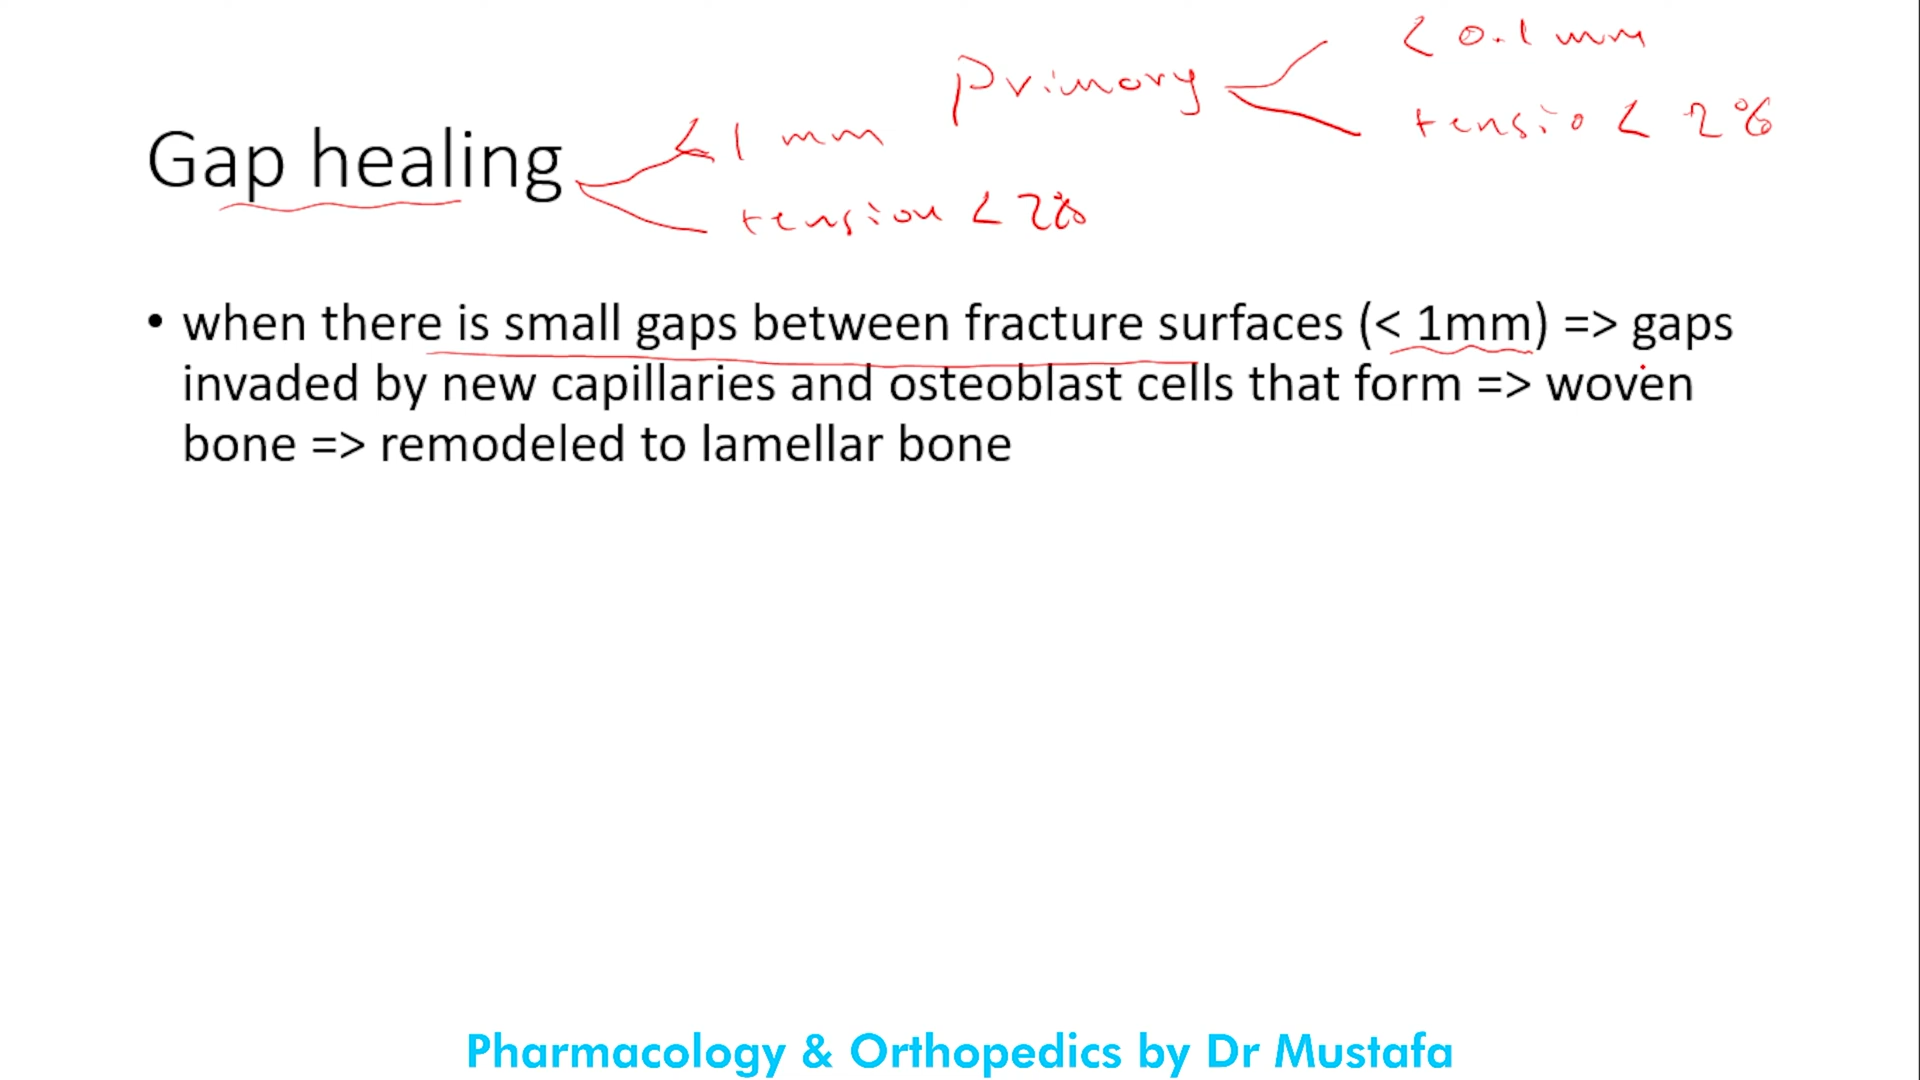 < 0.1 mm
Primary
tensio < 2%
< 1 mm
Gap healing
tension < 2%
• when there is small gaps between fracture surfaces (< 1mm) => gaps
invaded by new capillaries and osteoblast cells that form => woven
bone => remodeled to lamellar bone
Pharmacology & Orthopedics by Dr Mustafa